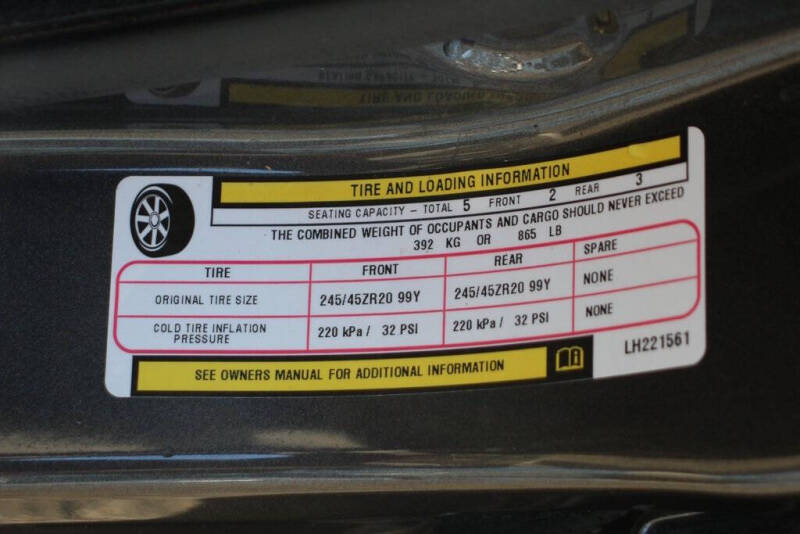 TIRE AND LOADING INFORMATION
SEATING CAPACITY - TOTAL 5 FRONT 2 REAR 3
THE COMBINED WEIGHT OF OCCUPANTS AND CARGO SHOULD NEVER EXCEED
392 KG OR 865 LB
TIRE FRONT REAR SPARE
ORIGINAL TIRE SIZE 245/45ZR20 99Y 245/45ZR20 99Y NONE
COLD TIRE INFLATION PRESSURE 220 kPa / 32 PSI 220 kPa / 32 PSI NONE
SEE OWNERS MANUAL FOR ADDITIONAL INFORMATION
LH221561